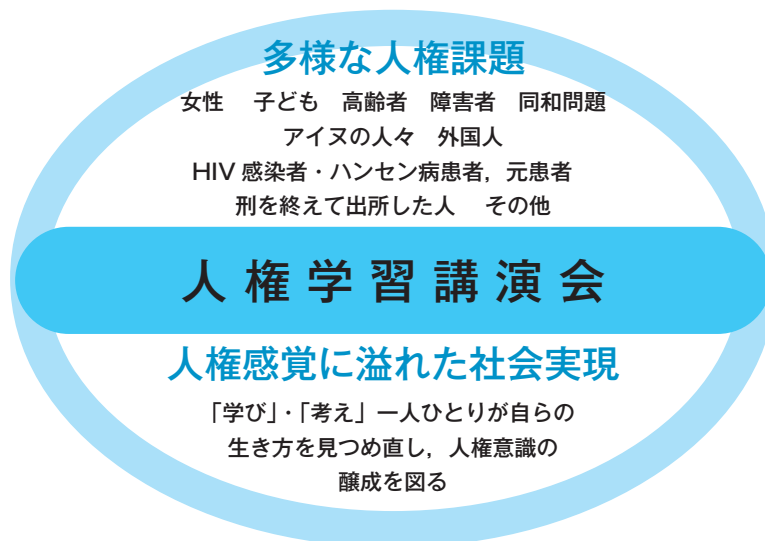 多様な人権課題
女性　子ども　高齢者　障害者　同和問題
アイヌの人々　外国人
HIV 感染者・ハンセン病患者，元患者
刑を終えて出所した人　その他
人権学習講演会
人権感覚に溢れた社会実現
「学び」・「考え」一人ひとりが自らの
生き方を見つめ直し，人権意識の
醸成を図る